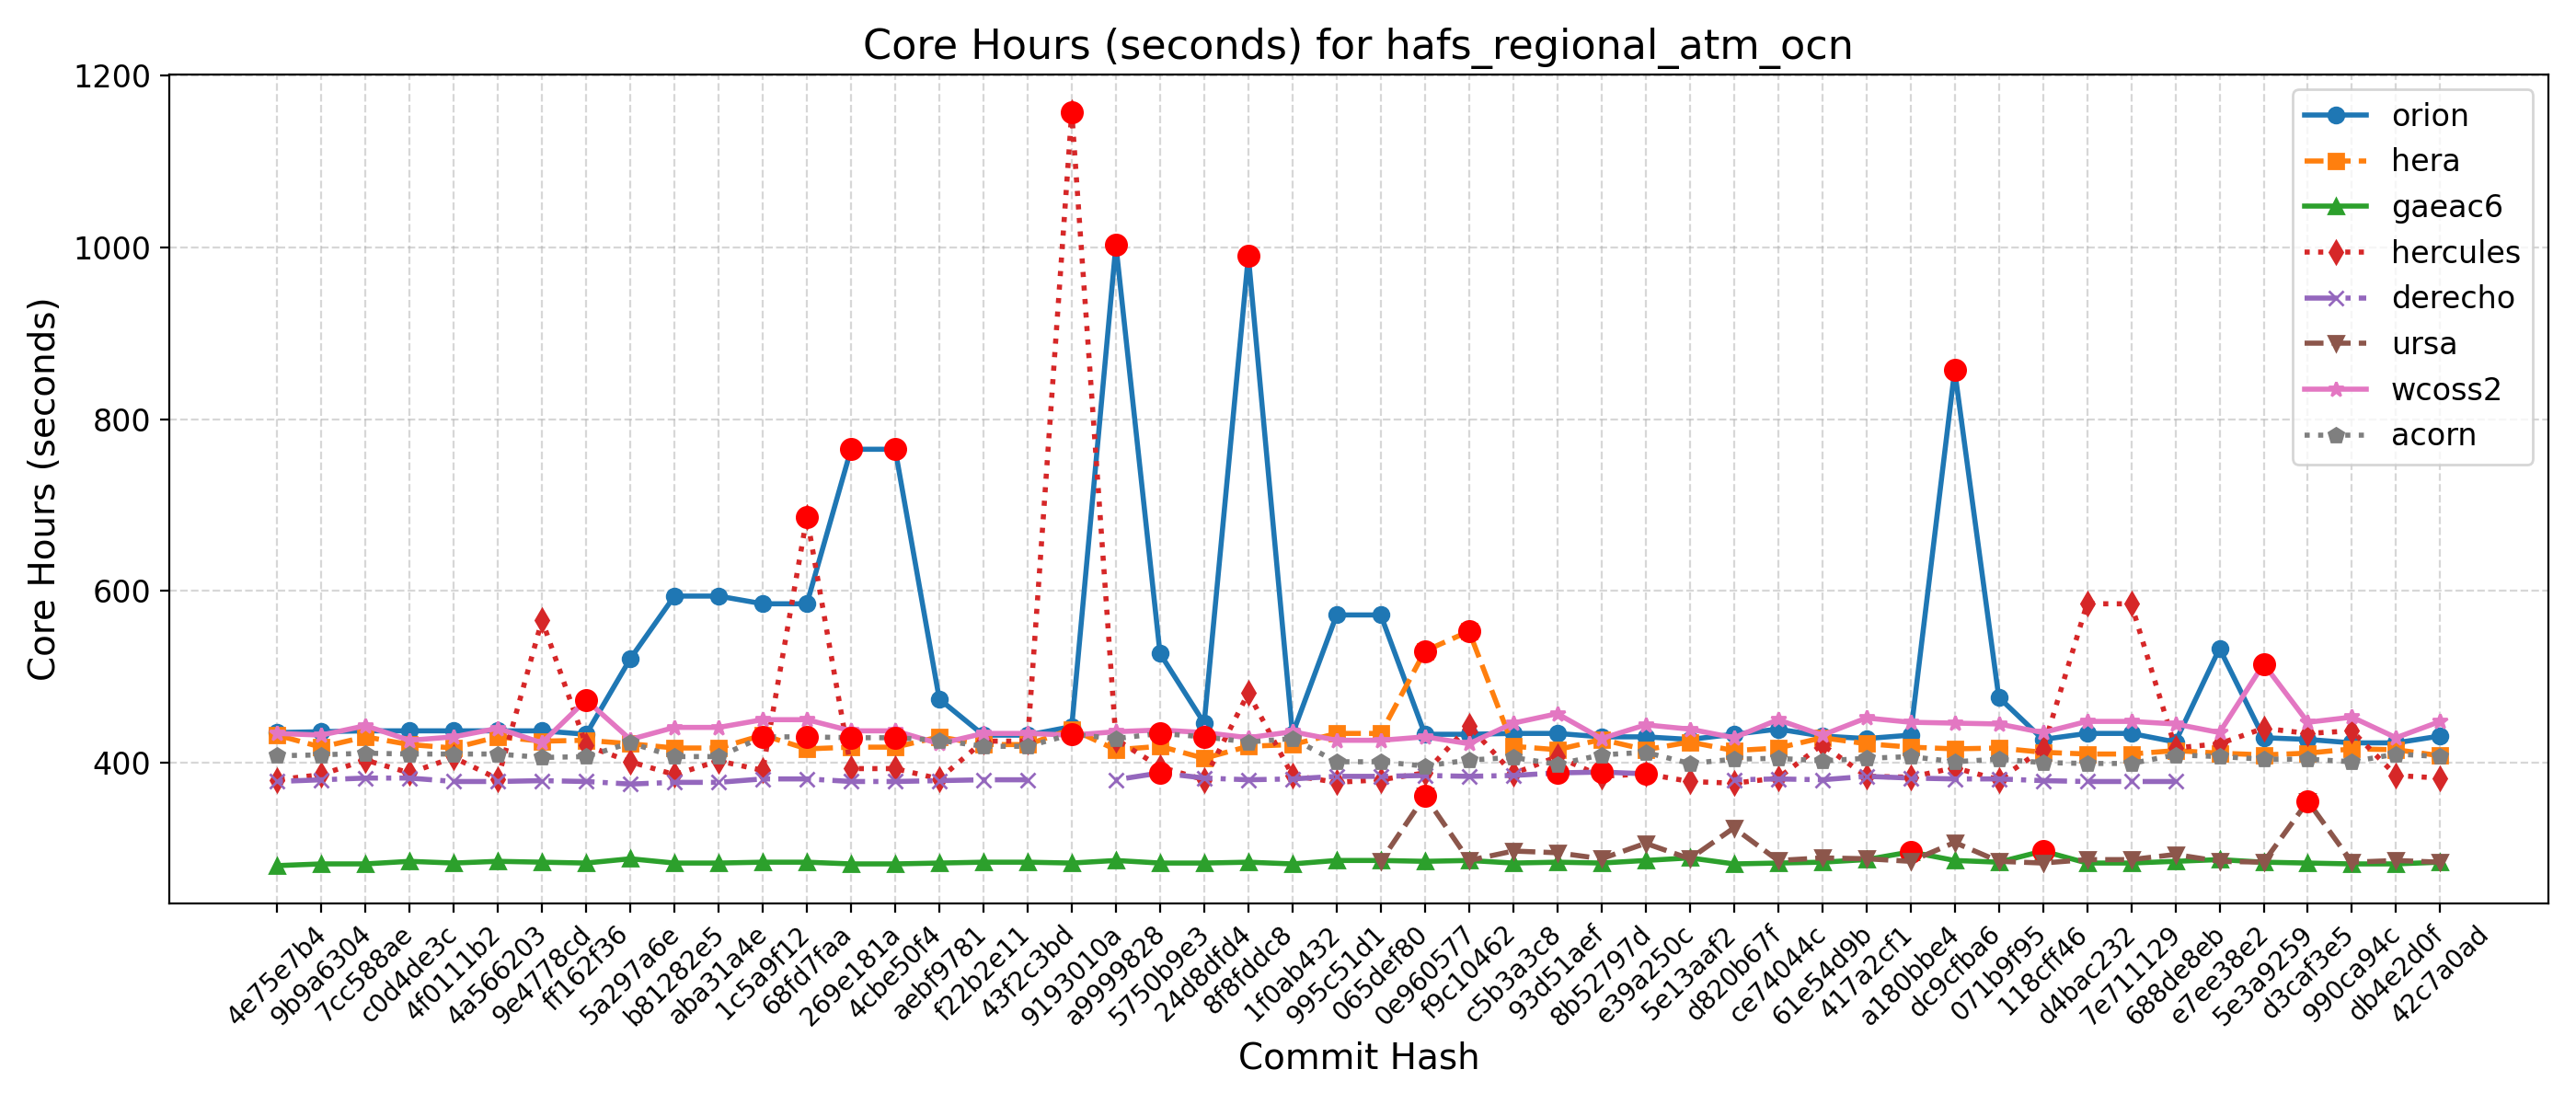 Core Hours (seconds) for hafs_regional_atm_ocn
Core Hours (seconds)
1200
1000
800
600
400
orion
hera
gaeac6
hercules
derecho
ursa
wcoss2
acorn
4e75e7b4
9b9a6304
7cc588ae
c0d4de3c
4f0111b2
4a566203
9e4778cd
ff162f36
5a297a6e
b81282e5
aba31a4e
1c5a9f12
68fd7faa
269e181a
4cbe50f4
aebf9781
f22b2e11
43f2c3bd
9193010a
a9999828
5750b9e3
24d8dfd4
8f8fddc8
1f0ab432
995c51d1
065def80
0e960577
f9c10462
c5b3a3c8
93d51aef
8b52797d
e39a250c
5e13aaf2
d820b67f
ce74044c
61e54d9b
417a2cf1
a180bbe4
dc9cfba6
071b9f95
118cff46
d4bac232
7e711129
688de8eb
e7ee38e2
5e3a9259
d3caf3e5
990ca94c
db4e2d0f
42c7a0ad
Commit Hash